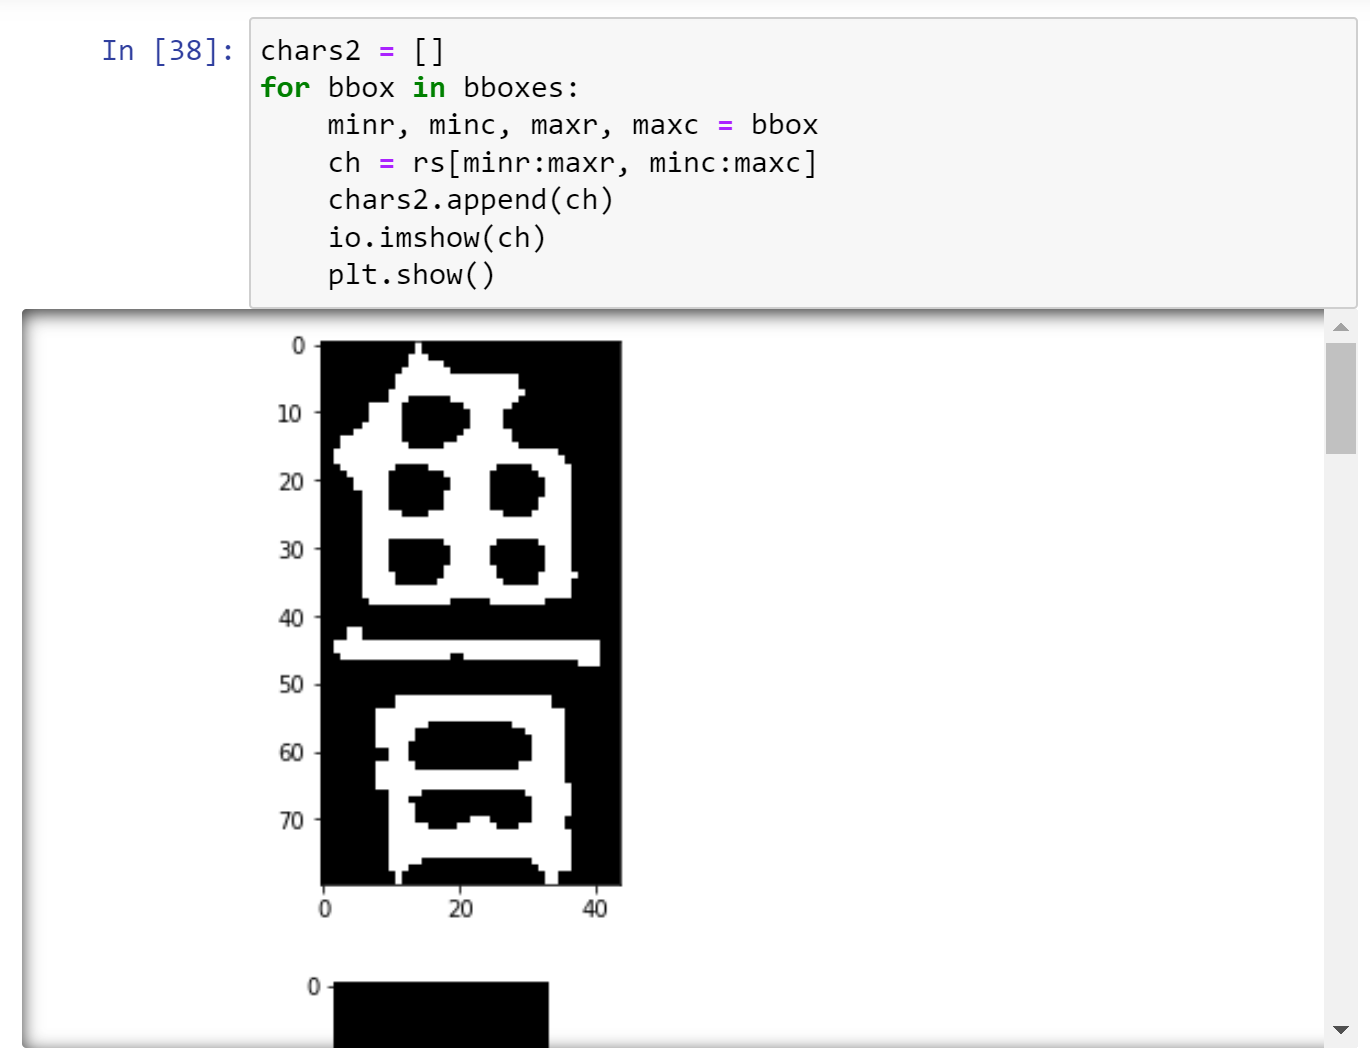 In [38]:
chars2 = []
for bbox in bboxes:
    minr, minc, maxr, maxc = bbox
    ch = rs[minr:maxr, minc:maxc]
    chars2.append(ch)
    io.imshow(ch)
    plt.show()
0
10
20
30
40
50
60
70
0 20 40
0